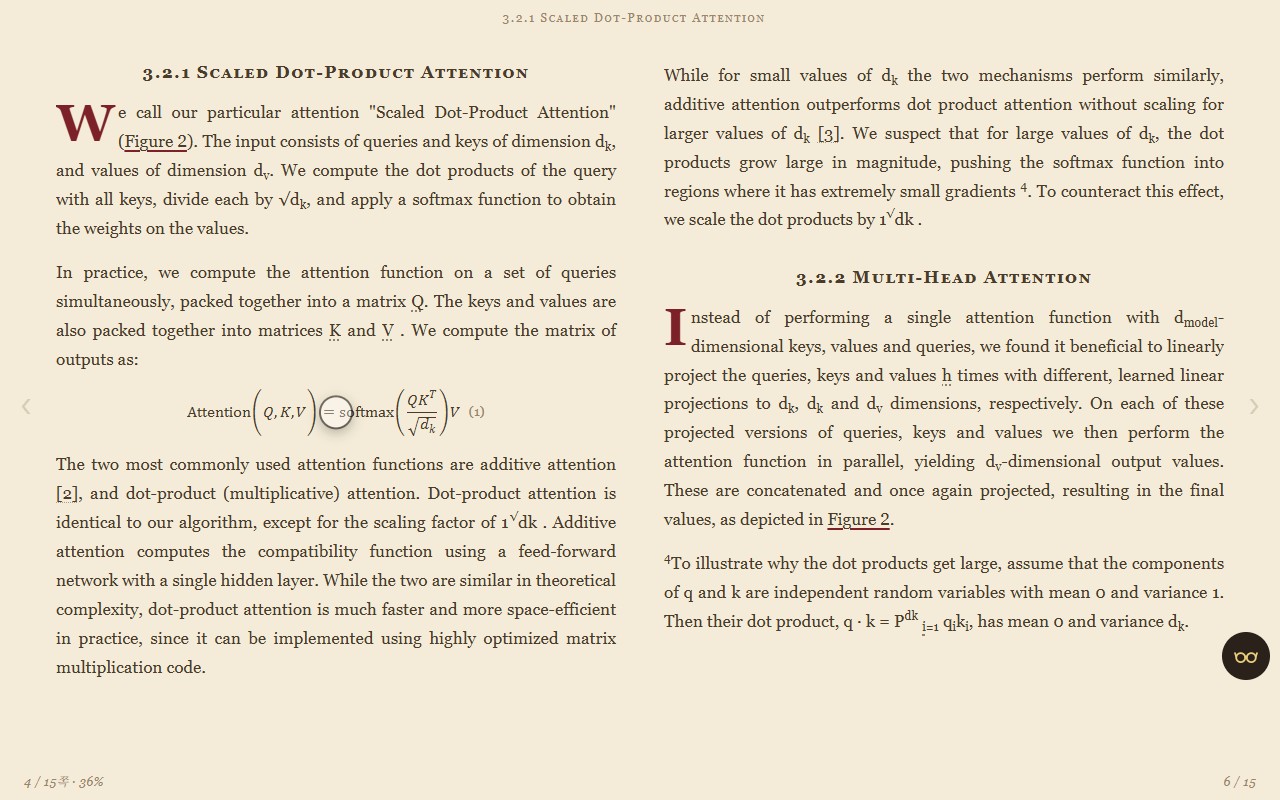 3.2.1 Scaled Dot-Product Attention
3.2.1 Scaled Dot-Product Attention
We call our particular attention "Scaled Dot-Product Attention"
(Figure 2). The input consists of queries and keys of dimension dk,
and values of dimension dv. We compute the dot products of the query
with all keys, divide each by √dk, and apply a softmax function to obtain
the weights on the values.
In practice, we compute the attention function on a set of queries
simultaneously, packed together into a matrix Q. The keys and values are
also packed together into matrices K and V . We compute the matrix of
outputs as:
Attention(Q,K,V) = softmax(QK^T/√dk)V (1)
The two most commonly used attention functions are additive attention
[2], and dot-product (multiplicative) attention. Dot-product attention is
identical to our algorithm, except for the scaling factor of 1√dk . Additive
attention computes the compatibility function using a feed-forward
network with a single hidden layer. While the two are similar in theoretical
complexity, dot-product attention is much faster and more space-efficient
in practice, since it can be implemented using highly optimized matrix
multiplication code.
While for small values of dk the two mechanisms perform similarly,
additive attention outperforms dot product attention without scaling for
larger values of dk [3]. We suspect that for large values of dk, the dot
products grow large in magnitude, pushing the softmax function into
regions where it has extremely small gradients 4. To counteract this effect,
we scale the dot products by 1√dk .
3.2.2 Multi-Head Attention
Instead of performing a single attention function with dmodel-
dimensional keys, values and queries, we found it beneficial to linearly
project the queries, keys and values h times with different, learned linear
projections to dk, dk and dv dimensions, respectively. On each of these
projected versions of queries, keys and values we then perform the
attention function in parallel, yielding dv-dimensional output values.
These are concatenated and once again projected, resulting in the final
values, as depicted in Figure 2.
4To illustrate why the dot products get large, assume that the components
of q and k are independent random variables with mean 0 and variance 1.
Then their dot product, q · k = Pdk i=1 qiki, has mean 0 and variance dk.
4 / 15쪽 · 36%
6 / 15